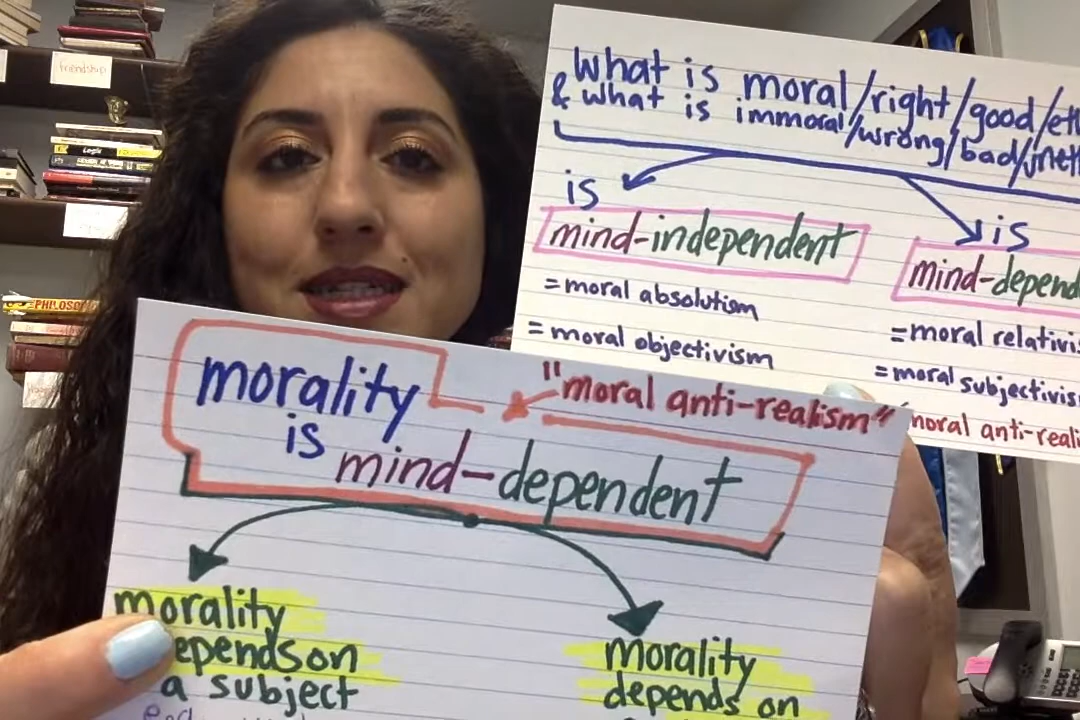 friendship
Logic
PHILOSO
What is moral/right/good/eth
& what is immoral/wrong/bad/uneth
is
mind-independent
= moral absolutism
= moral objectivism
is
mind-depend
= moral relativis
= moral subjectivis
"moral anti-reali
morality
is
mind-dependent
"moral anti-realism"
morality
depends on
a subject
morality
depends on